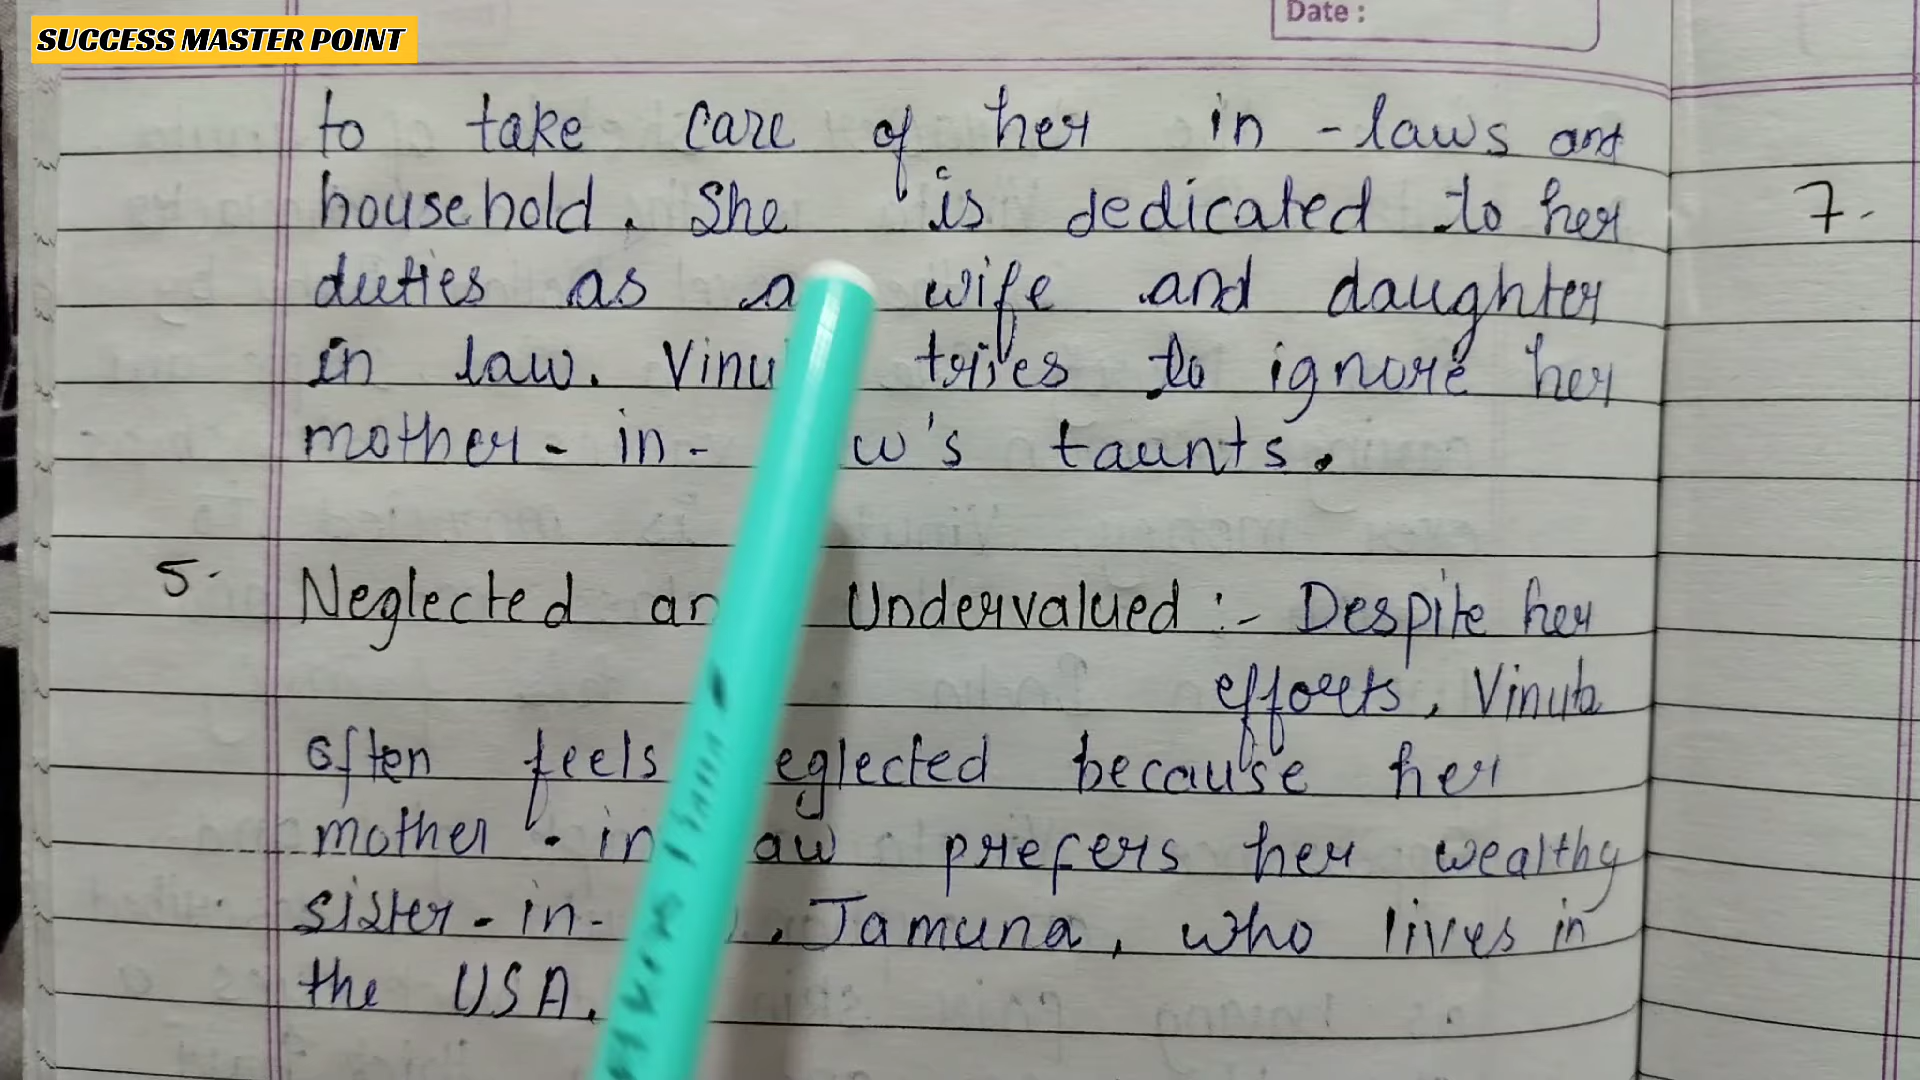 SUCCESS MASTER POINT
Date :
to take care of her in-laws and
household. She is dedicated to her
duties as a wife and daughter
in law. Vinu tries to ignore her
mother-in- w's taunts.
5. Neglected an Undervalued :- Despite her
efforts, Vinuta
often feels eglected because her
mother-in aw prefers her wealthy
sister-in- , Jamuna, who lives in
the USA.
7.